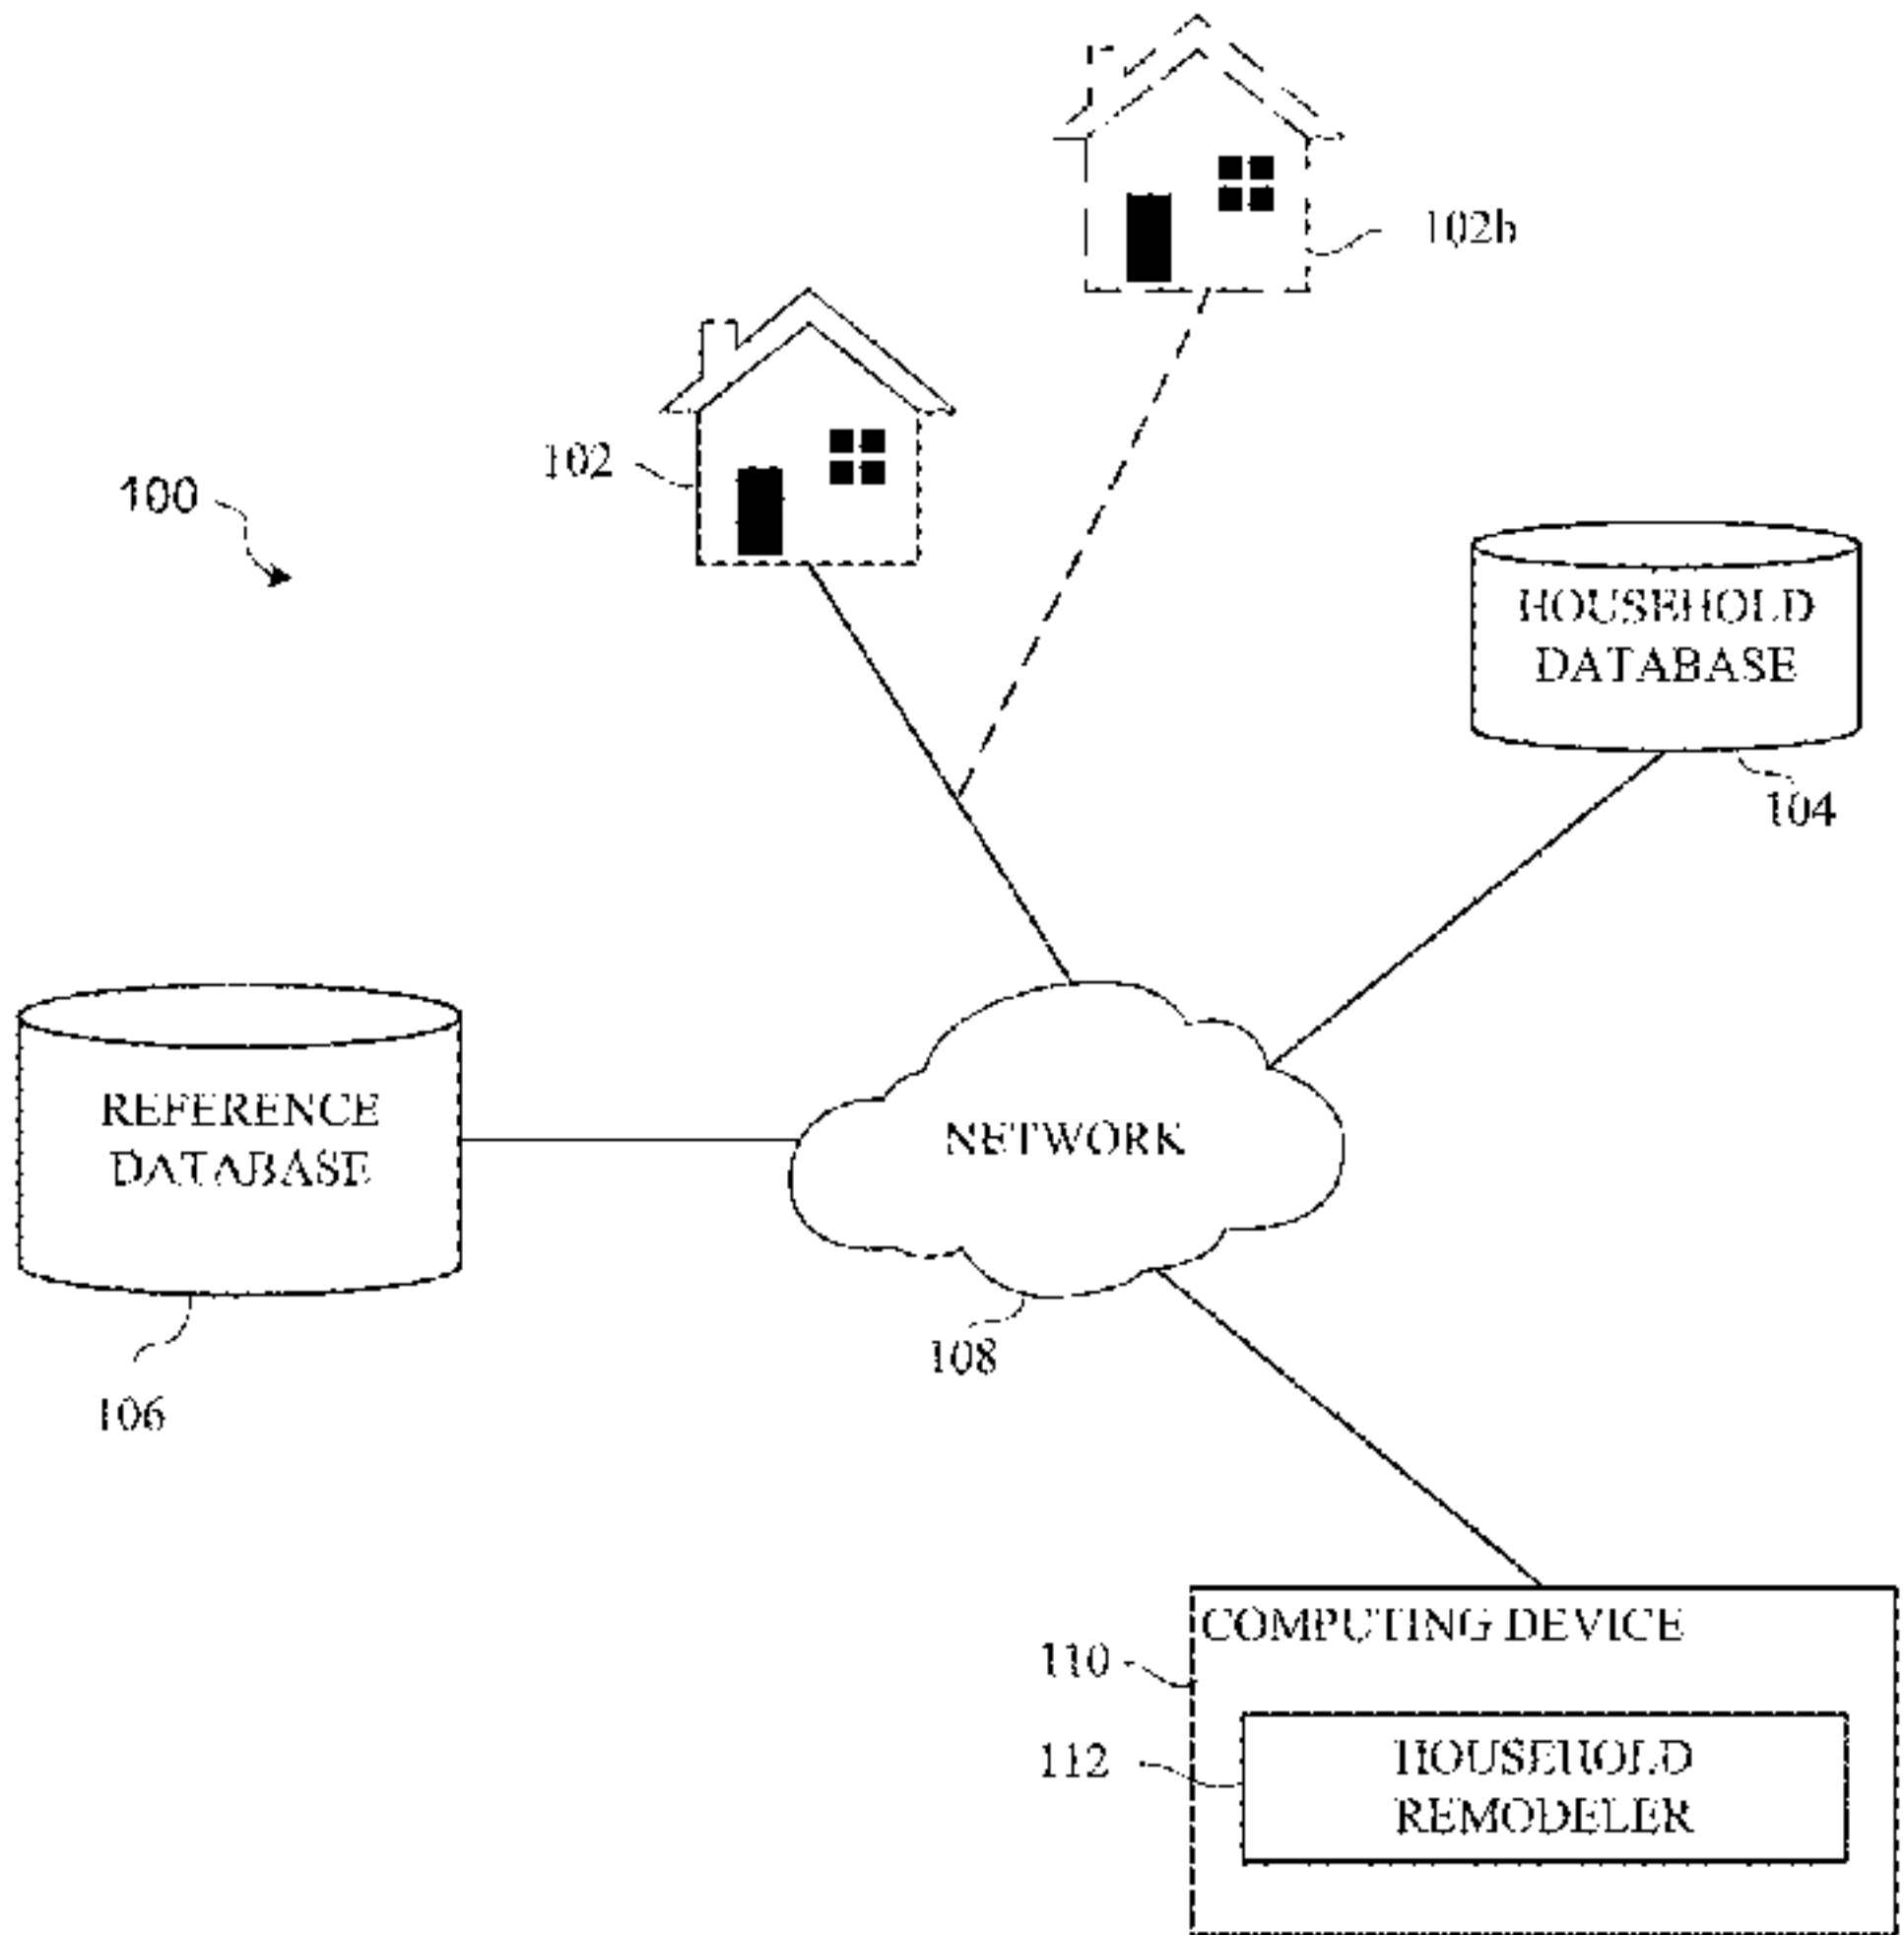 102b
102
100
HOUSEHOLD
DATABASE
104
REFERENCE
DATABASE
NETWORK
108
106
COMPUTING DEVICE
110
112
HOUSEHOLD
REMODELER